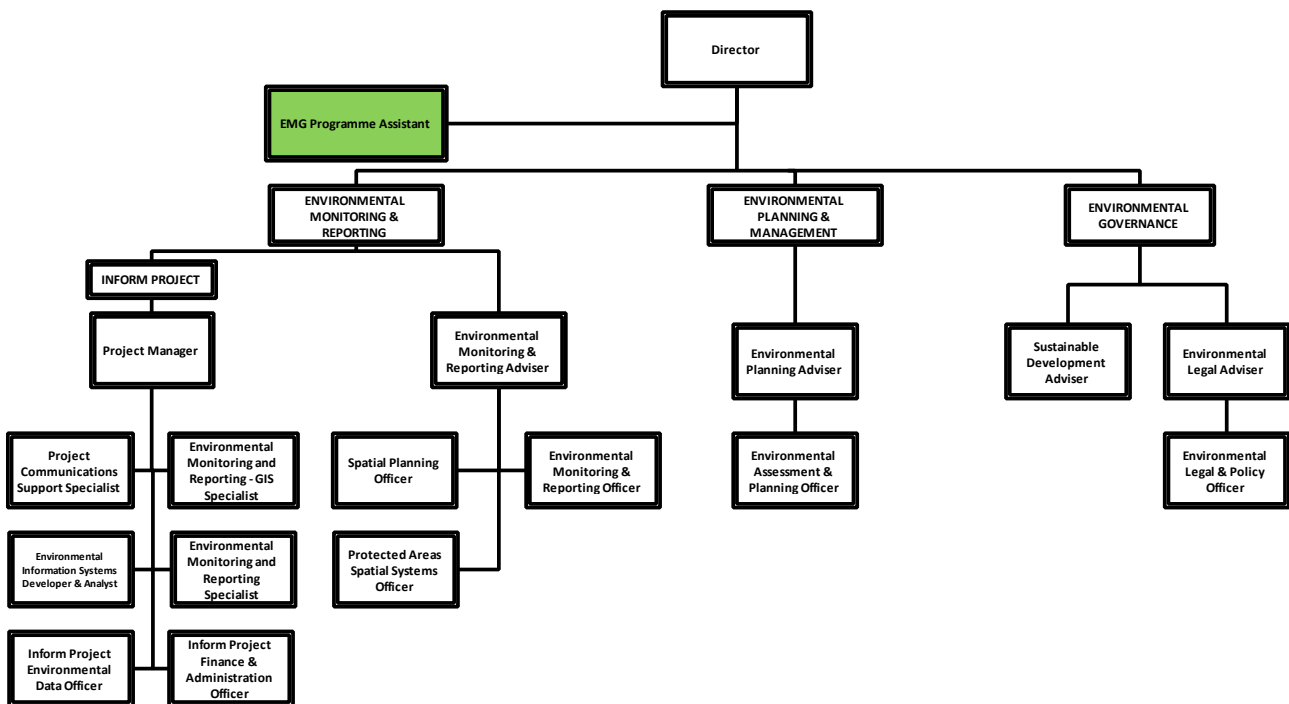 Director
EMG Programme Assistant
ENVIRONMENTAL
MONITORING &
REPORTING
ENVIRONMENTAL
PLANNING &
MANAGEMENT
ENVIRONMENTAL
GOVERNANCE
INFORM PROJECT
Project Manager
Environmental
Monitoring &
Reporting Adviser
Environmental
Planning Adviser
Sustainable
Development
Adviser
Environmental
Legal Adviser
Project
Communications
Support Specialist
Environmental
Monitoring and
Reporting - GIS
Specialist
Spatial Planning
Officer
Environmental
Monitoring &
Reporting Officer
Environmental
Assessment &
Planning Officer
Environmental
Legal & Policy
Officer
Environmental
Information Systems
Developer & Analyst
Environmental
Monitoring and
Reporting
Specialist
Protected Areas
Spatial Systems
Officer
Inform Project
Environmental
Data Officer
Inform Project
Finance &
Administration
Officer